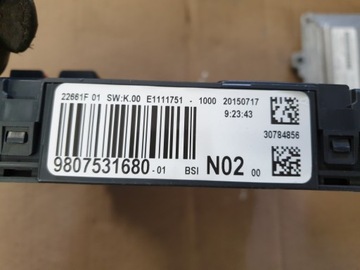 22661F 01 SW:K.00 E1111751 - 1000 20150717
9:23:43
30784856
9807531680-01 BSI N02 00